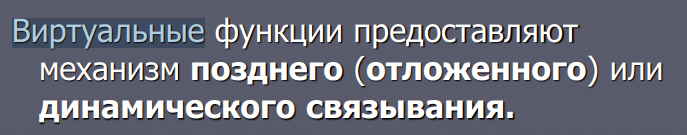 Виртуальные функции предоставляют
механизм позднего (отложенного) или
динамического связывания.